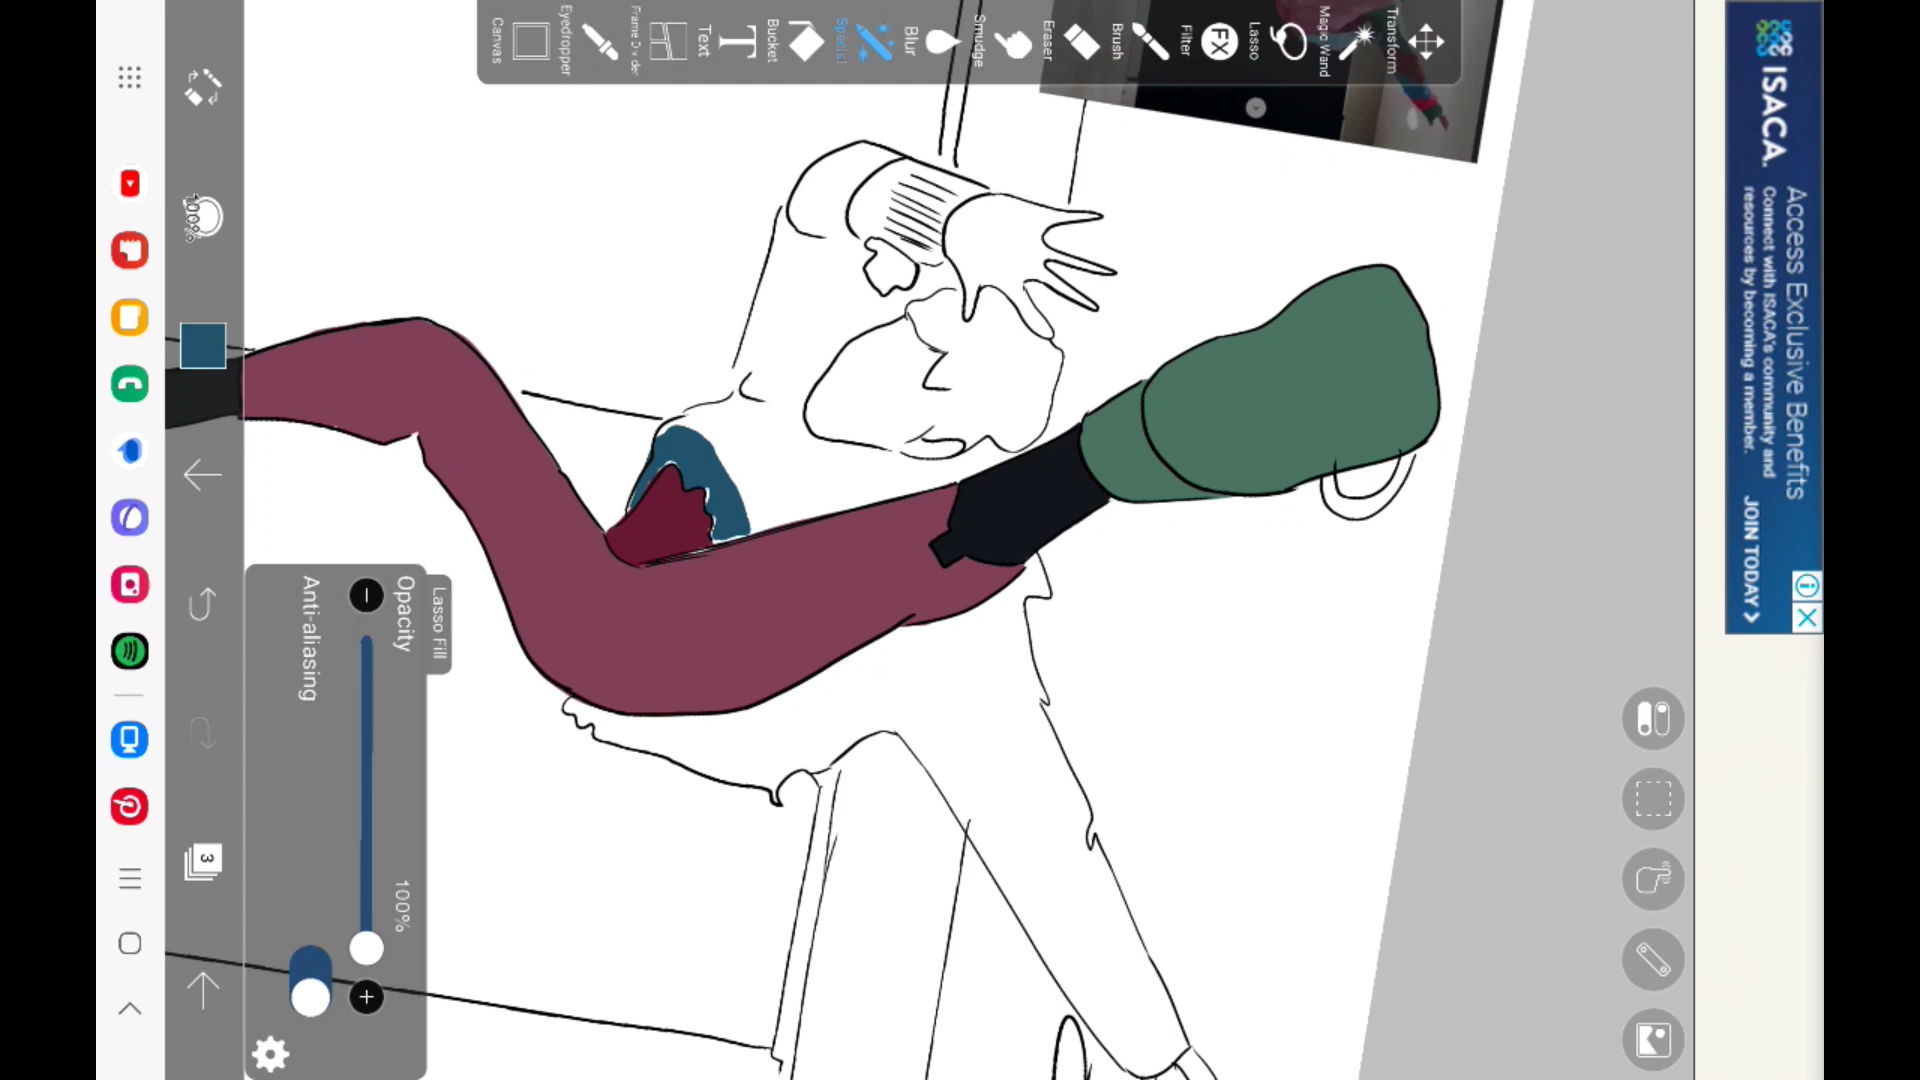 Transform
Magic Wand
Lasso
Filter
FX
Brush
Eraser
Smudge
Blur
Special
Bucket
Text
Frame Divider
Eyedropper
Canvas
100%
3
Lasso Fill
Opacity
100%
Anti-aliasing
ISACA.
Access Exclusive Benefits
Connect with ISACA's community and
resources by becoming a member.
JOIN TODAY